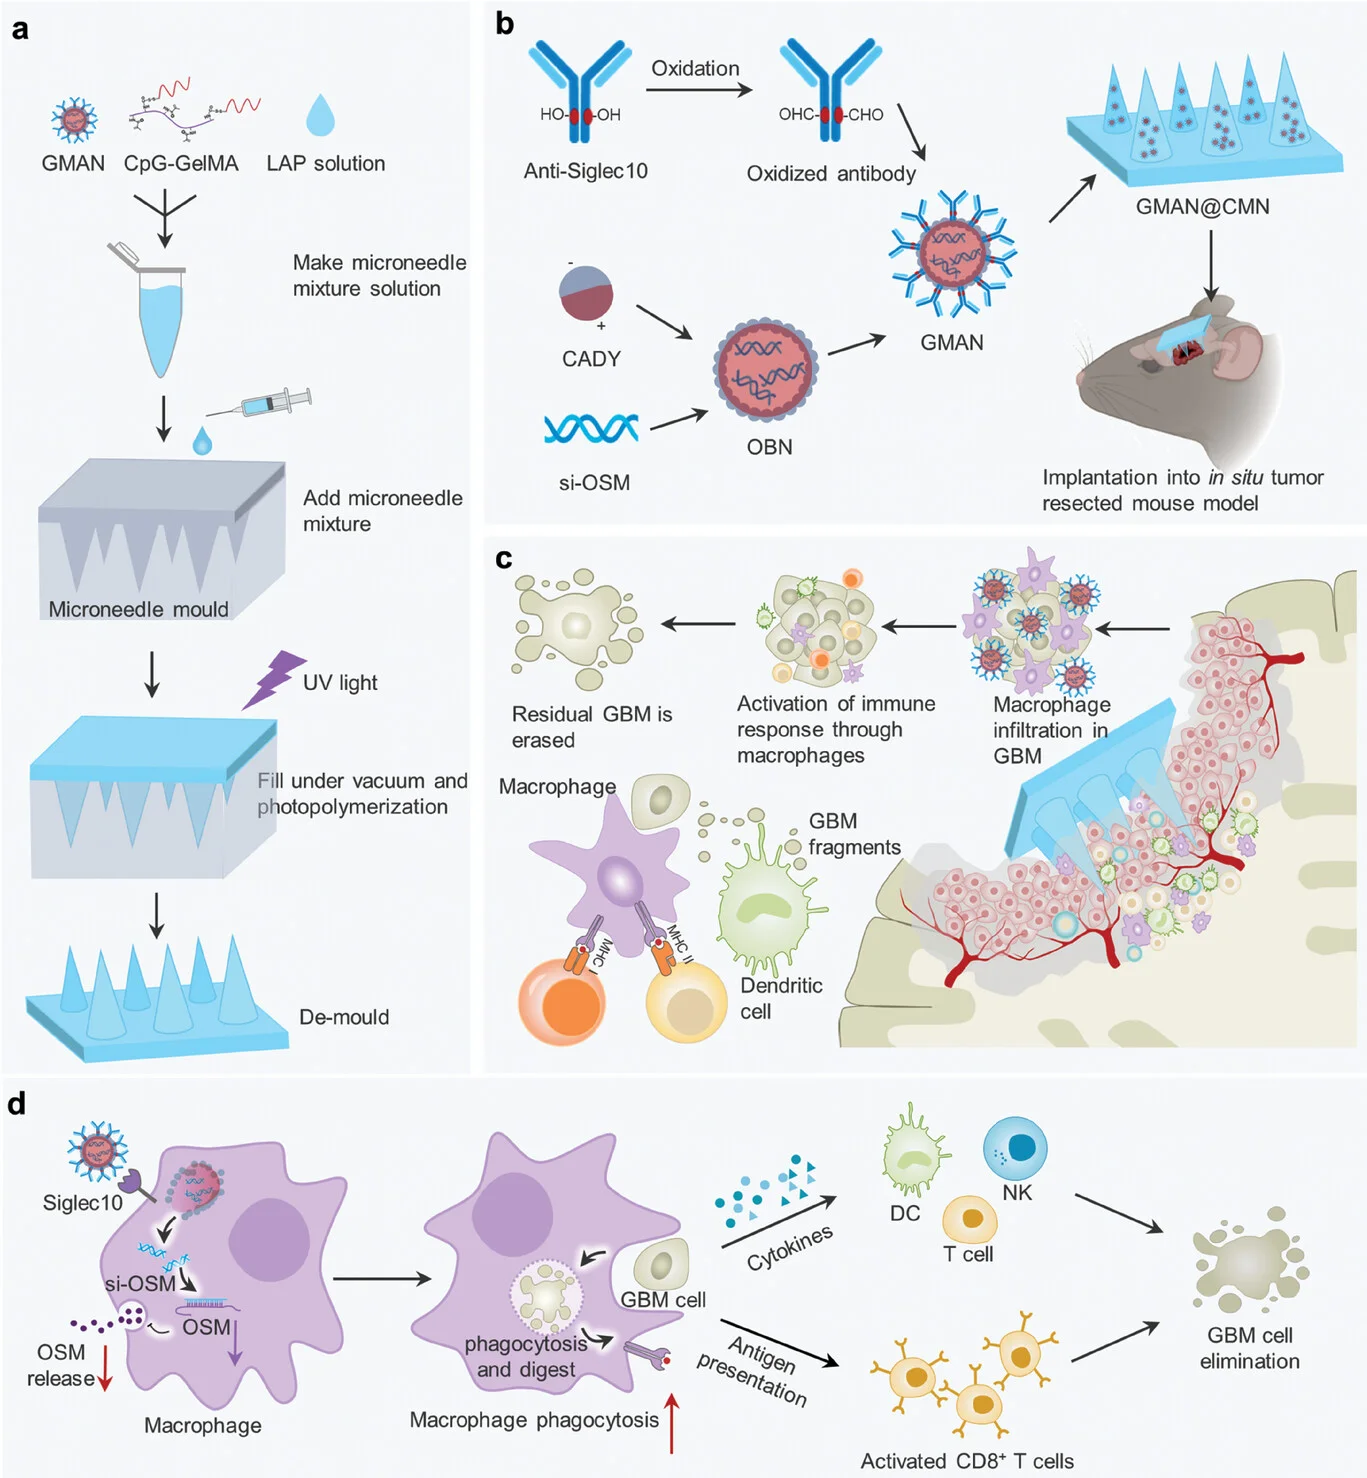 a
GMAN
CpG-GelMA
LAP solution
Make microneedle
mixture solution
Add microneedle
mixture
Microneedle mould
UV light
Fill under vacuum and
photopolymerization
De-mould
b
HO-
-OH
Oxidation
OHC-
-CHO
Anti-Siglec10
Oxidized antibody
-
+
CADY
si-OSM
OBN
GMAN
GMAN@CMN
Implantation into in situ tumor
resected mouse model
c
Residual GBM is
erased
Activation of immune
response through
macrophages
Macrophage
infiltration in
GBM
Macrophage
GBM
fragments
MHC I
MHC II
Dendritic
cell
d
Siglec10
si-OSM
OSM
OSM
release
Macrophage
GBM cell
phagocytosis
and digest
Macrophage phagocytosis
Cytokines
Antigen
presentation
DC
NK
T cell
Activated CD8⁺ T cells
GBM cell
elimination